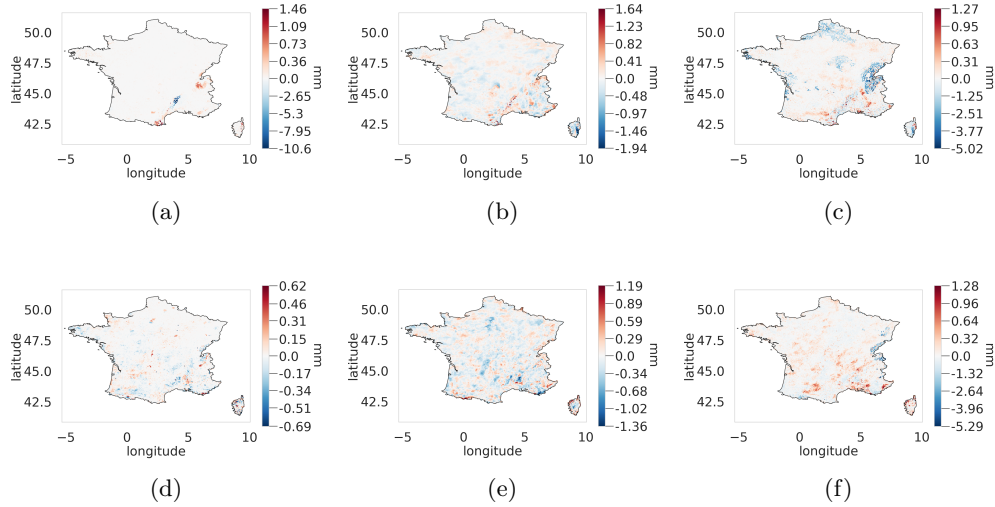 1.46
1.09
0.73
0.36
0.0
-2.65
-5.3
-7.95
-10.6
mm
50.0
47.5
45.0
42.5
latitude
−5 0 5 10
longitude
(a)
1.64
1.23
0.82
0.41
0.0
-0.48
-0.97
-1.46
-1.94
mm
50.0
47.5
45.0
42.5
latitude
−5 0 5 10
longitude
(b)
1.27
0.95
0.63
0.31
0.0
-1.25
-2.51
-3.77
-5.02
mm
50.0
47.5
45.0
42.5
latitude
−5 0 5 10
longitude
(c)
0.62
0.46
0.31
0.15
0.0
-0.17
-0.34
-0.51
-0.69
mm
50.0
47.5
45.0
42.5
latitude
−5 0 5 10
longitude
(d)
1.19
0.89
0.59
0.29
0.0
-0.34
-0.68
-1.02
-1.36
mm
50.0
47.5
45.0
42.5
latitude
−5 0 5 10
longitude
(e)
1.28
0.96
0.64
0.32
0.0
-1.32
-2.64
-3.96
-5.29
mm
50.0
47.5
45.0
42.5
latitude
−5 0 5 10
longitude
(f)